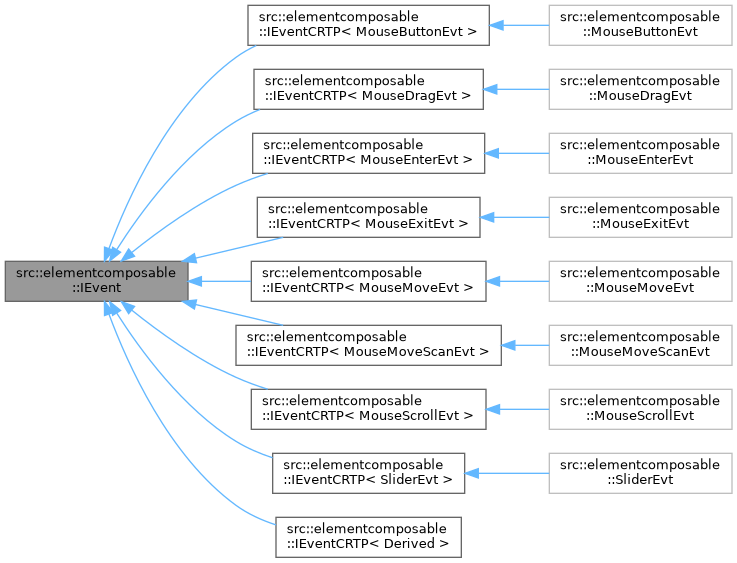 src::elementcomposable
::IEventCRTP< MouseButtonEvt >
src::elementcomposable
::MouseButtonEvt
src::elementcomposable
::IEventCRTP< MouseDragEvt >
src::elementcomposable
::MouseDragEvt
src::elementcomposable
::IEventCRTP< MouseEnterEvt >
src::elementcomposable
::MouseEnterEvt
src::elementcomposable
::IEventCRTP< MouseExitEvt >
src::elementcomposable
::MouseExitEvt
src::elementcomposable
::IEvent
src::elementcomposable
::IEventCRTP< MouseMoveEvt >
src::elementcomposable
::MouseMoveEvt
src::elementcomposable
::IEventCRTP< MouseMoveScanEvt >
src::elementcomposable
::MouseMoveScanEvt
src::elementcomposable
::IEventCRTP< MouseScrollEvt >
src::elementcomposable
::MouseScrollEvt
src::elementcomposable
::IEventCRTP< SliderEvt >
src::elementcomposable
::SliderEvt
src::elementcomposable
::IEventCRTP< Derived >